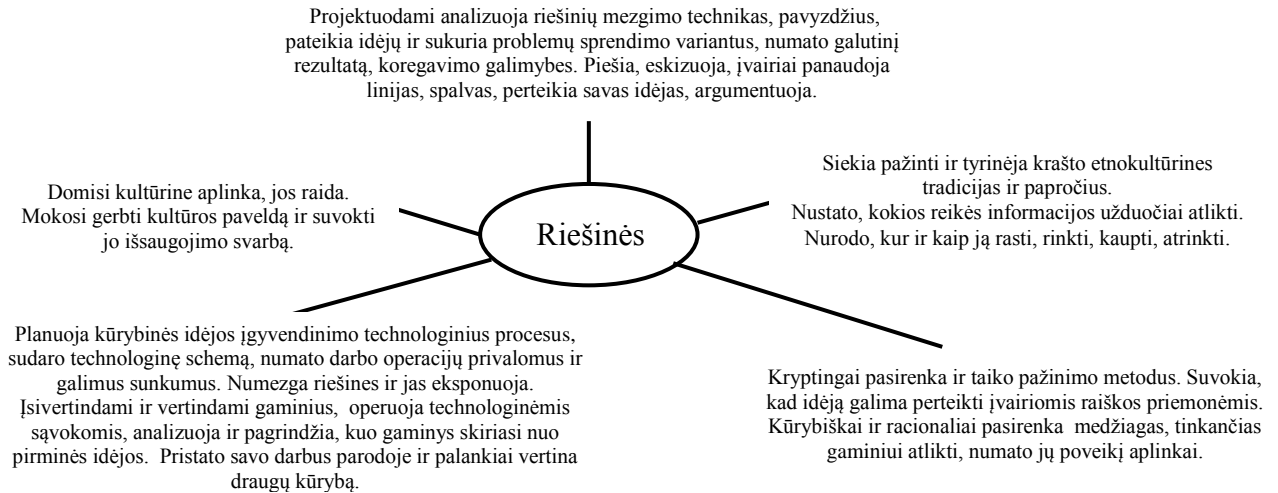 Projektuodami analizuoja riešinių mezgimo technikas, pavyzdžius,
pateikia idėjų ir sukuria problemų sprendimo variantus, numato galutinį
rezultatą, koregavimo galimybes. Piešia, eskizuoja, įvairiai panaudoja
linijas, spalvas, perteikia savas idėjas, argumentuoja.
Domisi kultūrine aplinka, jos raida.
Mokosi gerbti kultūros paveldą ir suvokti
jo išsaugojimo svarbą.
Riešinės
Siekia pažinti ir tyrinėja krašto etnokultūrines
tradicijas ir papročius.
Nustato, kokios reikės informacijos užduočiai atlikti.
Nurodo, kur ir kaip ją rasti, rinkti, kaupti, atrinkti.
Planuoja kūrybinės idėjos įgyvendinimo technologinius procesus,
sudaro technologinę schemą, numato darbo operacijų privalomus ir
galimus sunkumus. Numezga riešines ir jas eksponuoja.
Įsivertindami ir vertindami gaminius, operuoja technologinėmis
sąvokomis, analizuoja ir pagrindžia, kuo gaminys skiriasi nuo
pirminės idėjos. Pristato savo darbus parodoje ir palankiai vertina
draugų kūrybą.
Kryptingai pasirenka ir taiko pažinimo metodus. Suvokia,
kad idėją galima perteikti įvairiomis raiškos priemonėmis.
Kūrybiškai ir racionaliai pasirenka medžiagas, tinkančias
gaminiui atlikti, numato jų poveikį aplinkai.